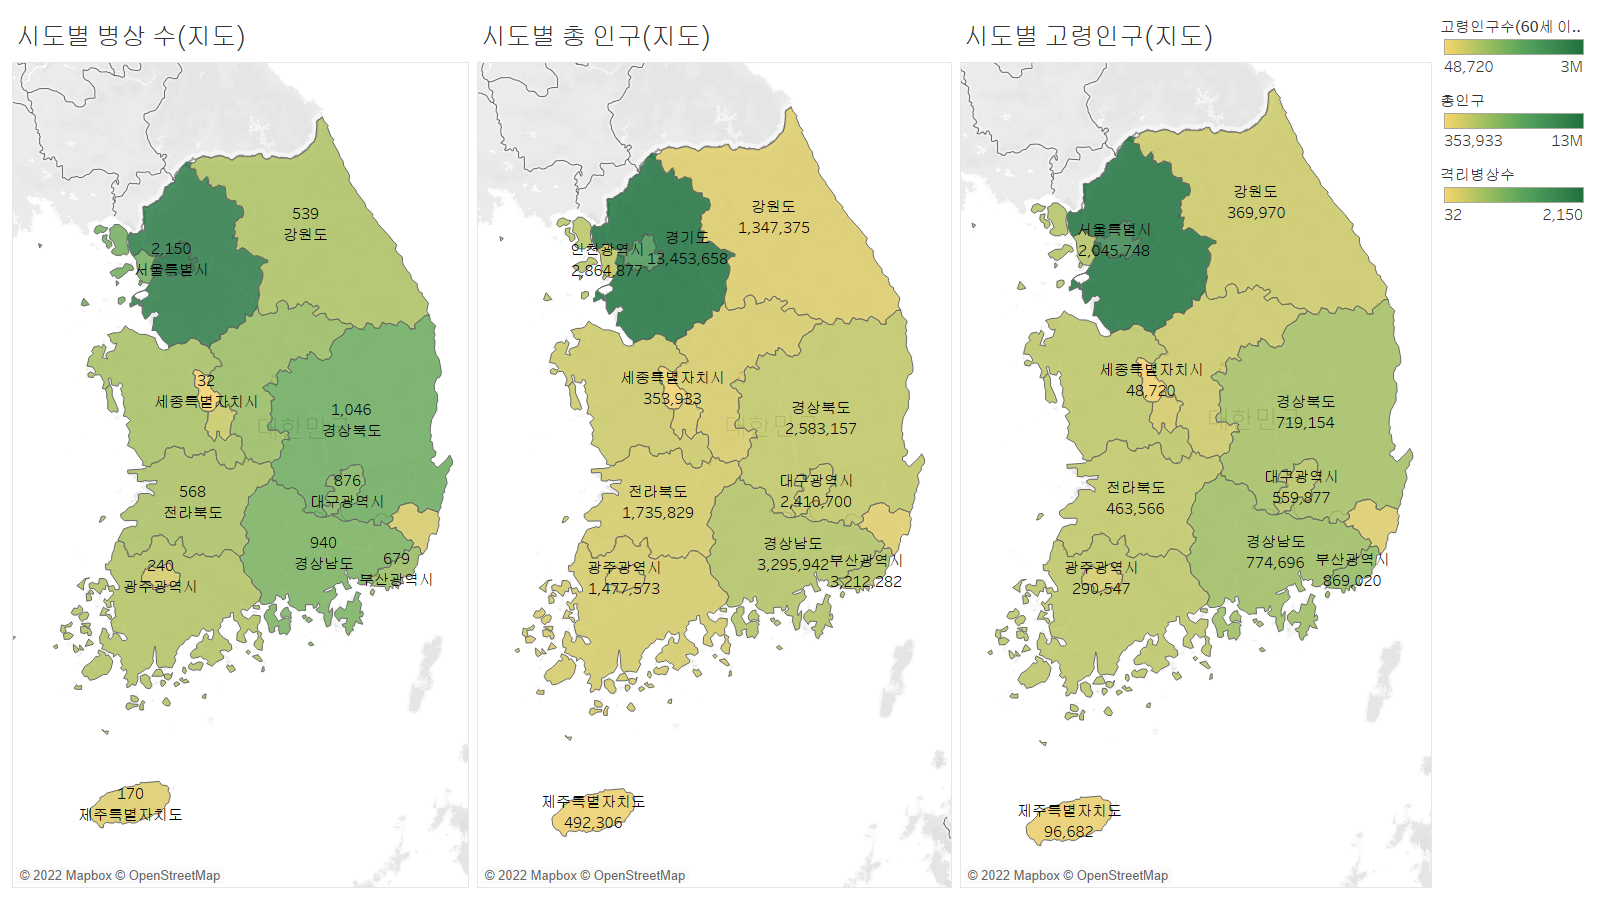 시도별 병상 수(지도)
539
강원도
2,150
서울특별시
32
세종특별자치시
1,046
경상북도
대한민
876
대구광역시
568
전라북도
940
경상남도
679
부산광역시
240
광주광역시
170
제주특별자치도
© 2022 Mapbox © OpenStreetMap
시도별 총 인구(지도)
강원도
1,347,375
경기도
13,453,658
인천광역시
2,864,877
세종특별자치시
353,933
경상북도
2,583,157
대한민
대구광역시
2,410,700
전라북도
1,735,829
경상남도
3,295,942
부산광역시
3,212,282
광주광역시
1,477,573
제주특별자치도
492,306
© 2022 Mapbox © OpenStreetMap
시도별 고령인구(지도)
강원도
369,970
서울특별시
2,045,748
세종특별자치시
48,720
경상북도
719,154
대한민
대구광역시
559,877
전라북도
463,566
경상남도
774,696
부산광역시
869,020
광주광역시
290,547
제주특별자치도
96,682
© 2022 Mapbox © OpenStreetMap
고령인구수(60세 이..
48,720 3M
총인구
353,933 13M
격리병상수
32 2,150